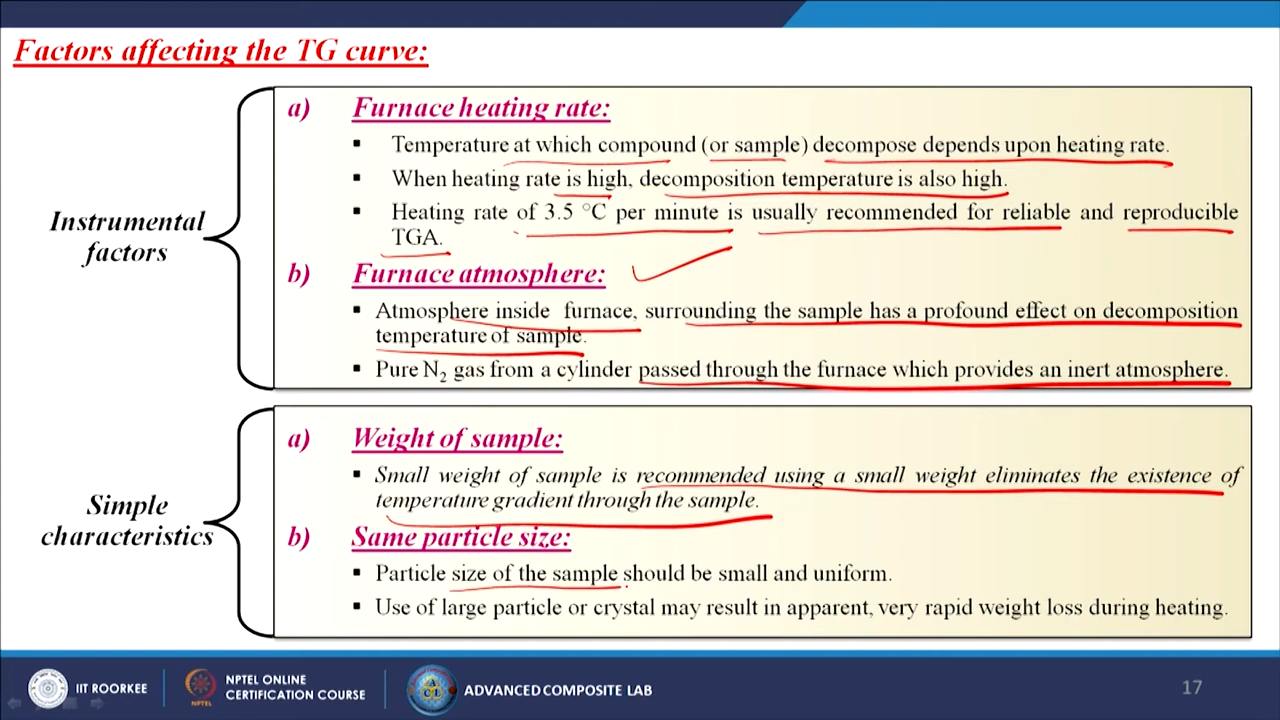 Factors affecting the TG curve:
Instrumental
factors
a) Furnace heating rate:
▪ Temperature at which compound (or sample) decompose depends upon heating rate.
▪ When heating rate is high, decomposition temperature is also high.
▪ Heating rate of 3.5 °C per minute is usually recommended for reliable and reproducible
TGA.
b) Furnace atmosphere:
▪ Atmosphere inside furnace, surrounding the sample has a profound effect on decomposition
temperature of sample.
▪ Pure N₂ gas from a cylinder passed through the furnace which provides an inert atmosphere.
Simple
characteristics
a) Weight of sample:
▪ Small weight of sample is recommended using a small weight eliminates the existence of
temperature gradient through the sample.
b) Same particle size:
▪ Particle size of the sample should be small and uniform.
▪ Use of large particle or crystal may result in apparent, very rapid weight loss during heating.
IIT ROORKEE
NPTEL
NPTEL ONLINE
CERTIFICATION COURSE
ACL
ADVANCED COMPOSITE LAB
17